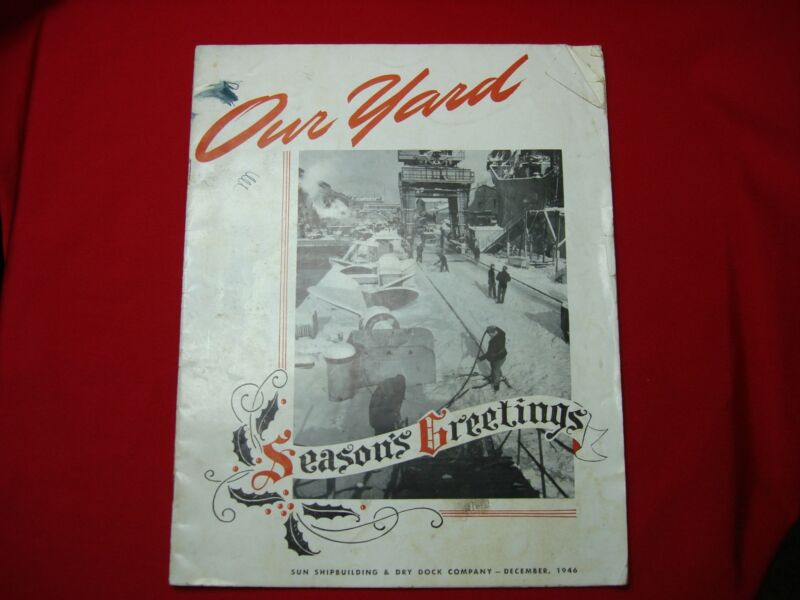 Our Yard
Season's Greetings
SUN SHIPBUILDING & DRY DOCK COMPANY — DECEMBER, 1946